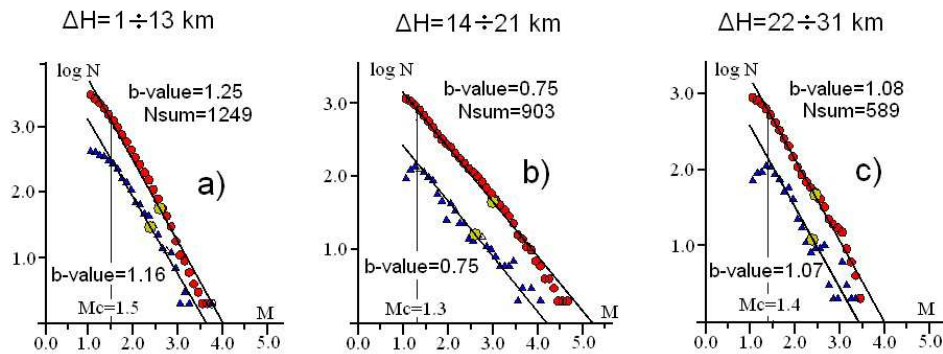 ΔH=1÷13 km
ΔH=14÷21 km
ΔH=22÷31 km
log N
b-value=1.25
Nsum=1249
3.0
2.0
1.0
a)
b-value=1.16
Mc=1.5
M
0.0 1.0 2.0 3.0 4.0 5.0
log N
b-value=0.75
Nsum=903
3.0
2.0
1.0
b)
b-value=0.75
Mc=1.3
M
0.0 1.0 2.0 3.0 4.0 5.0
log N
b-value=1.08
Nsum=589
3.0
2.0
1.0
c)
b-value=1.07
Mc=1.4
M
0.0 1.0 2.0 3.0 4.0 5.0